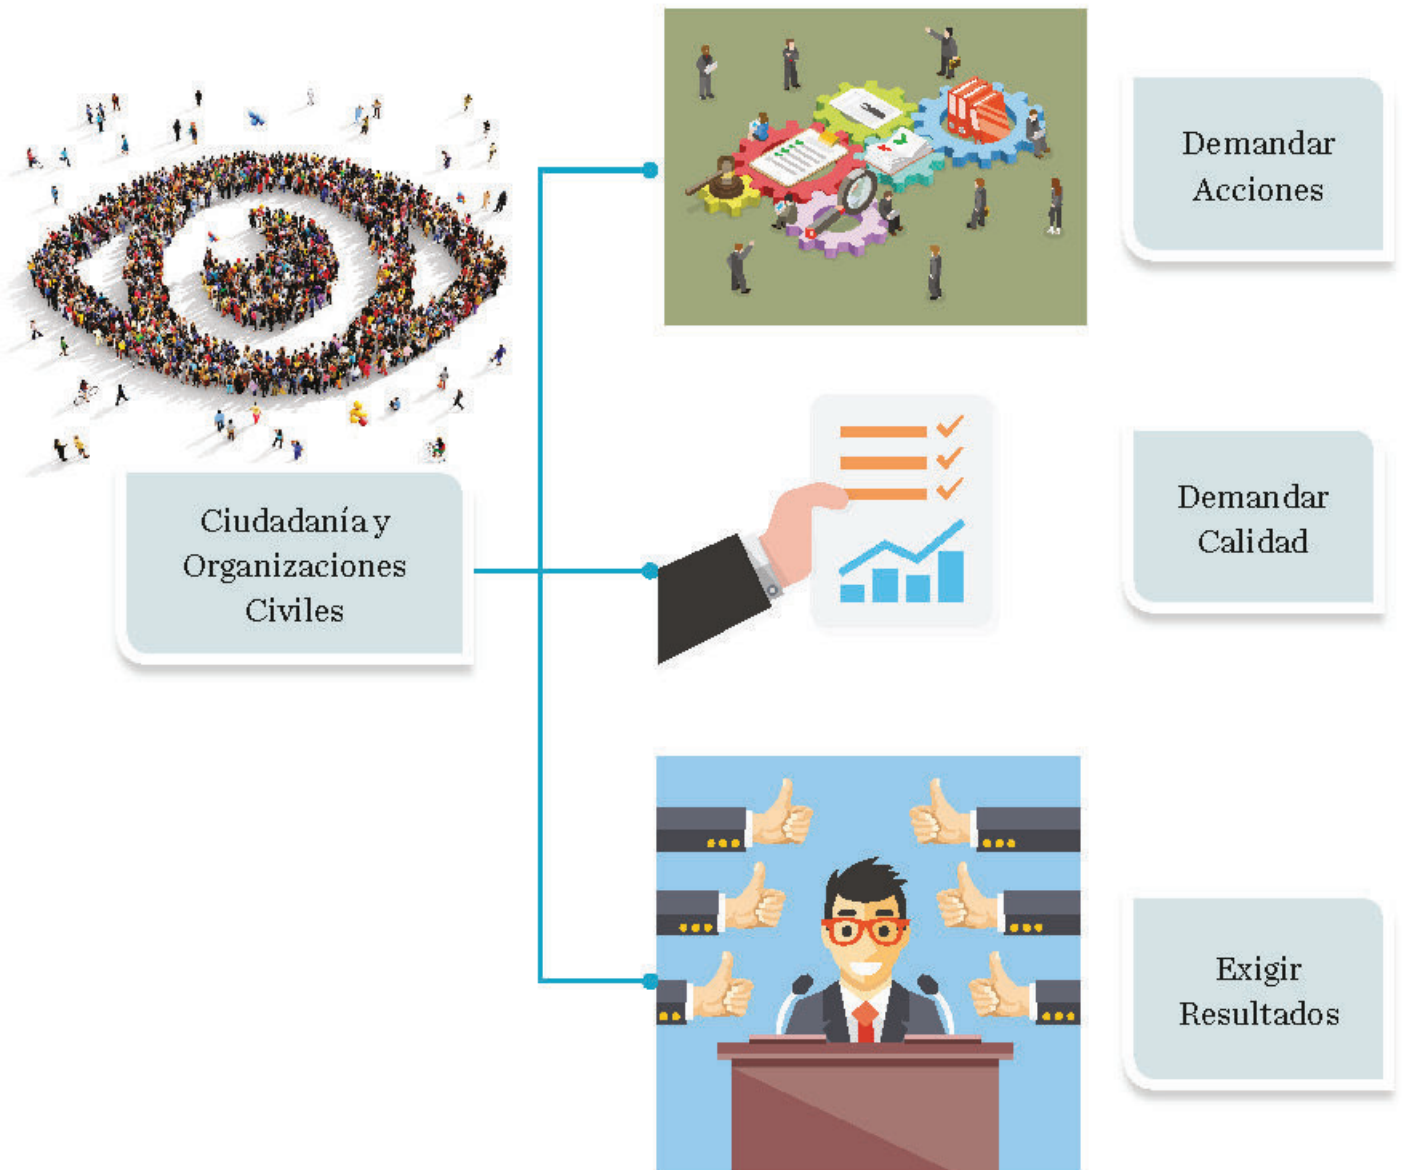 Demandar
Acciones
Ciudadanía y
Organizaciones
Civiles
Demandar
Calidad
Exigir
Resultados